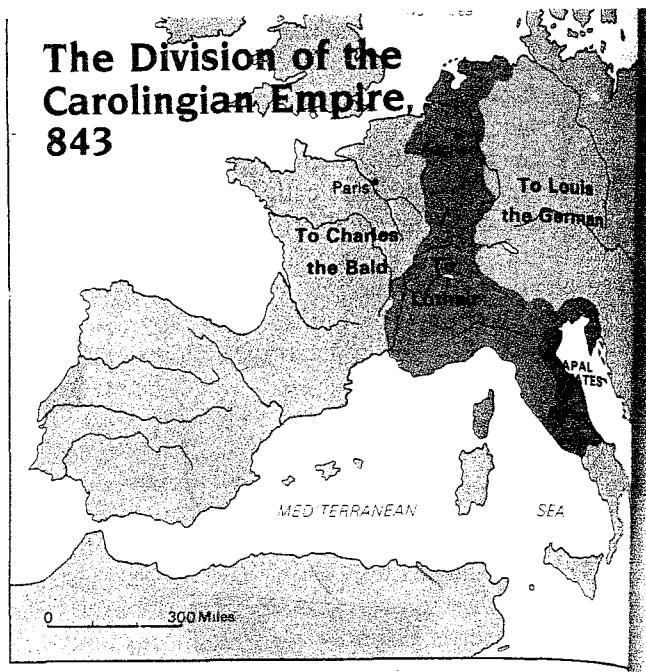 The Division of the
Carolingian Empire,
843
Paris
To Louis
the German
To Charles
the Bald
To
Lothair
MEDITERRANEAN
SEA
0
300 Miles